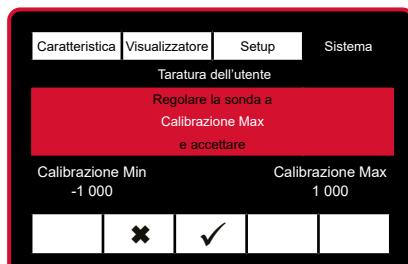 Caratteristica Visualizzatore Setup Sistema
Taratura dell'utente
Regolare la sonda a
Calibrazione Max
e accettare
Calibrazione Min Calibrazione Max
-1 000 1 000